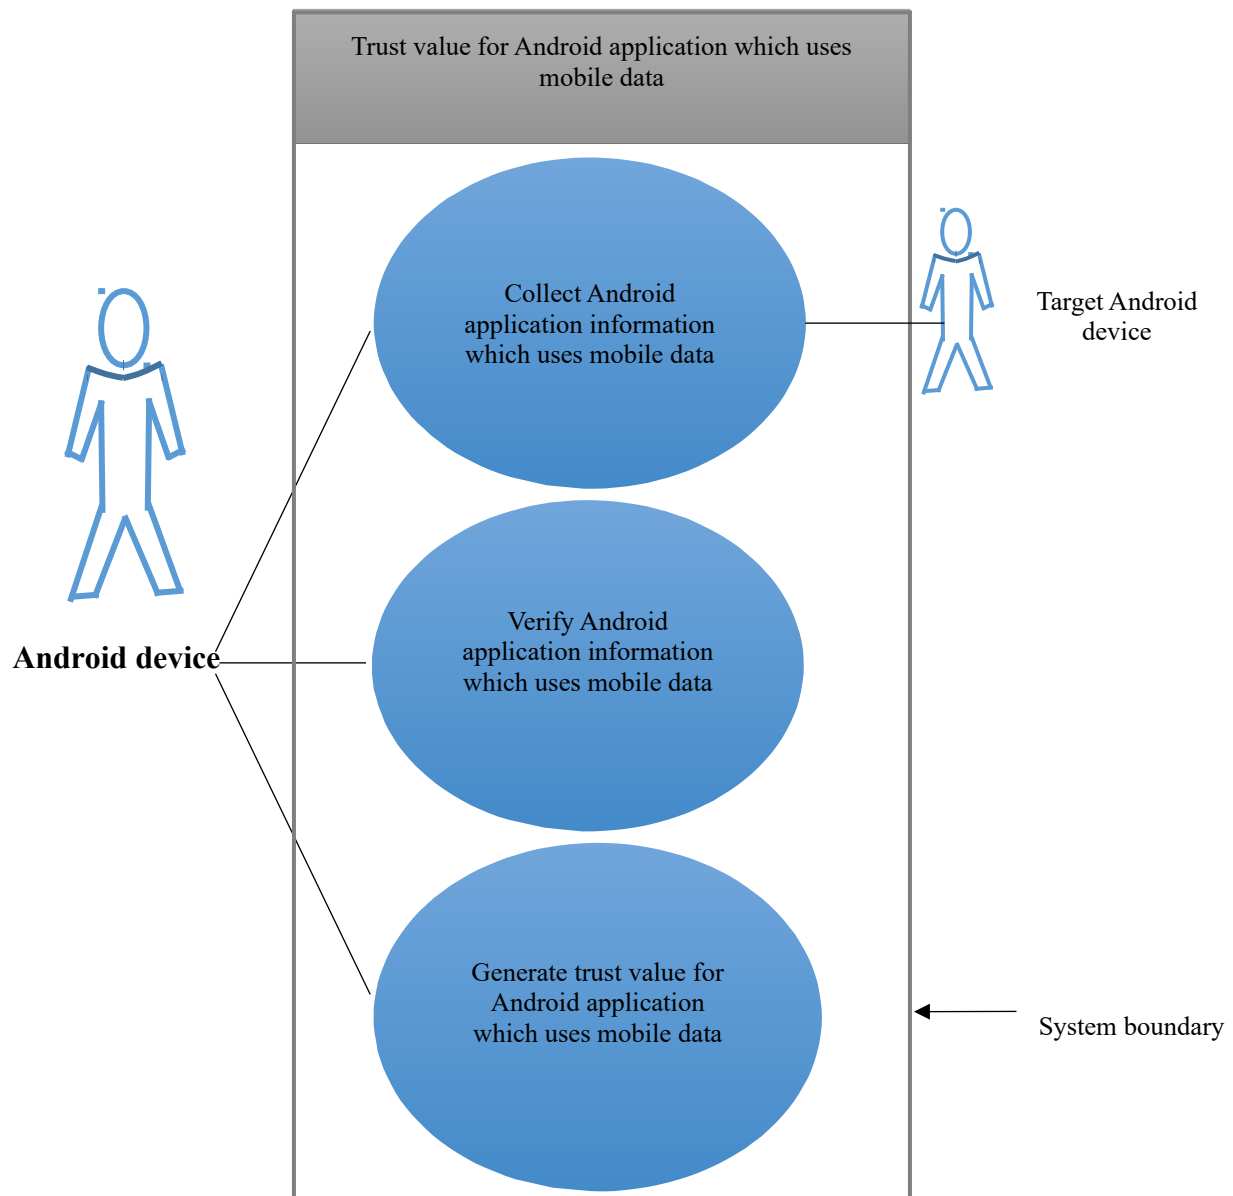 Trust value for Android application which uses
mobile data
Collect Android
application information
which uses mobile data
Target Android
device
Verify Android
application information
which uses mobile data
Android device
Generate trust value for
Android application
which uses mobile data
System boundary